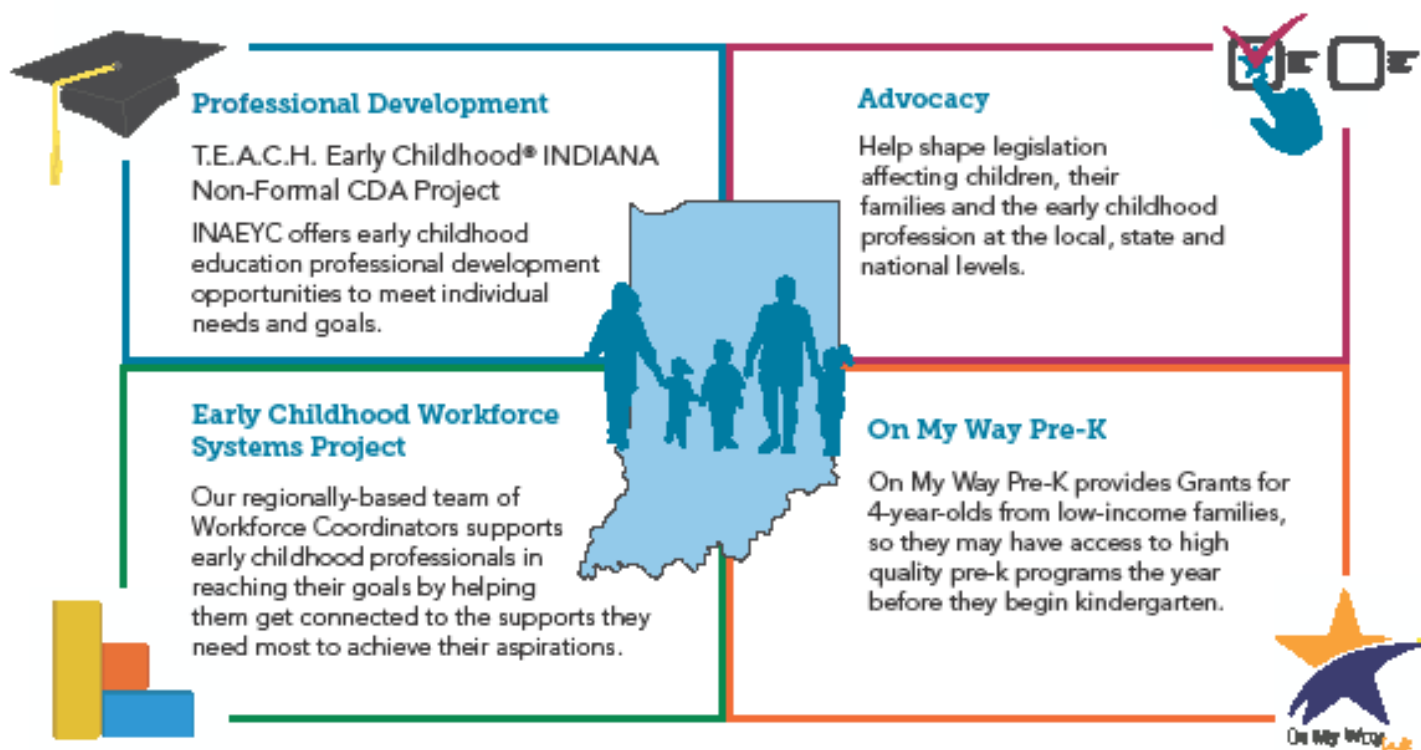 Professional Development
T.E.A.C.H. Early Childhood® INDIANA
Non-Formal CDA Project
INAEYC offers early childhood
education professional development
opportunities to meet individual
needs and goals.
Advocacy
Help shape legislation
affecting children, their
families and the early childhood
profession at the local, state and
national levels.
Early Childhood Workforce
Systems Project
Our regionally-based team of
Workforce Coordinators supports
early childhood professionals in
reaching their goals by helping
them get connected to the supports they
need most to achieve their aspirations.
On My Way Pre-K
On My Way Pre-K provides Grants for
4-year-olds from low-income families,
so they may have access to high
quality pre-k programs the year
before they begin kindergarten.
On My Way